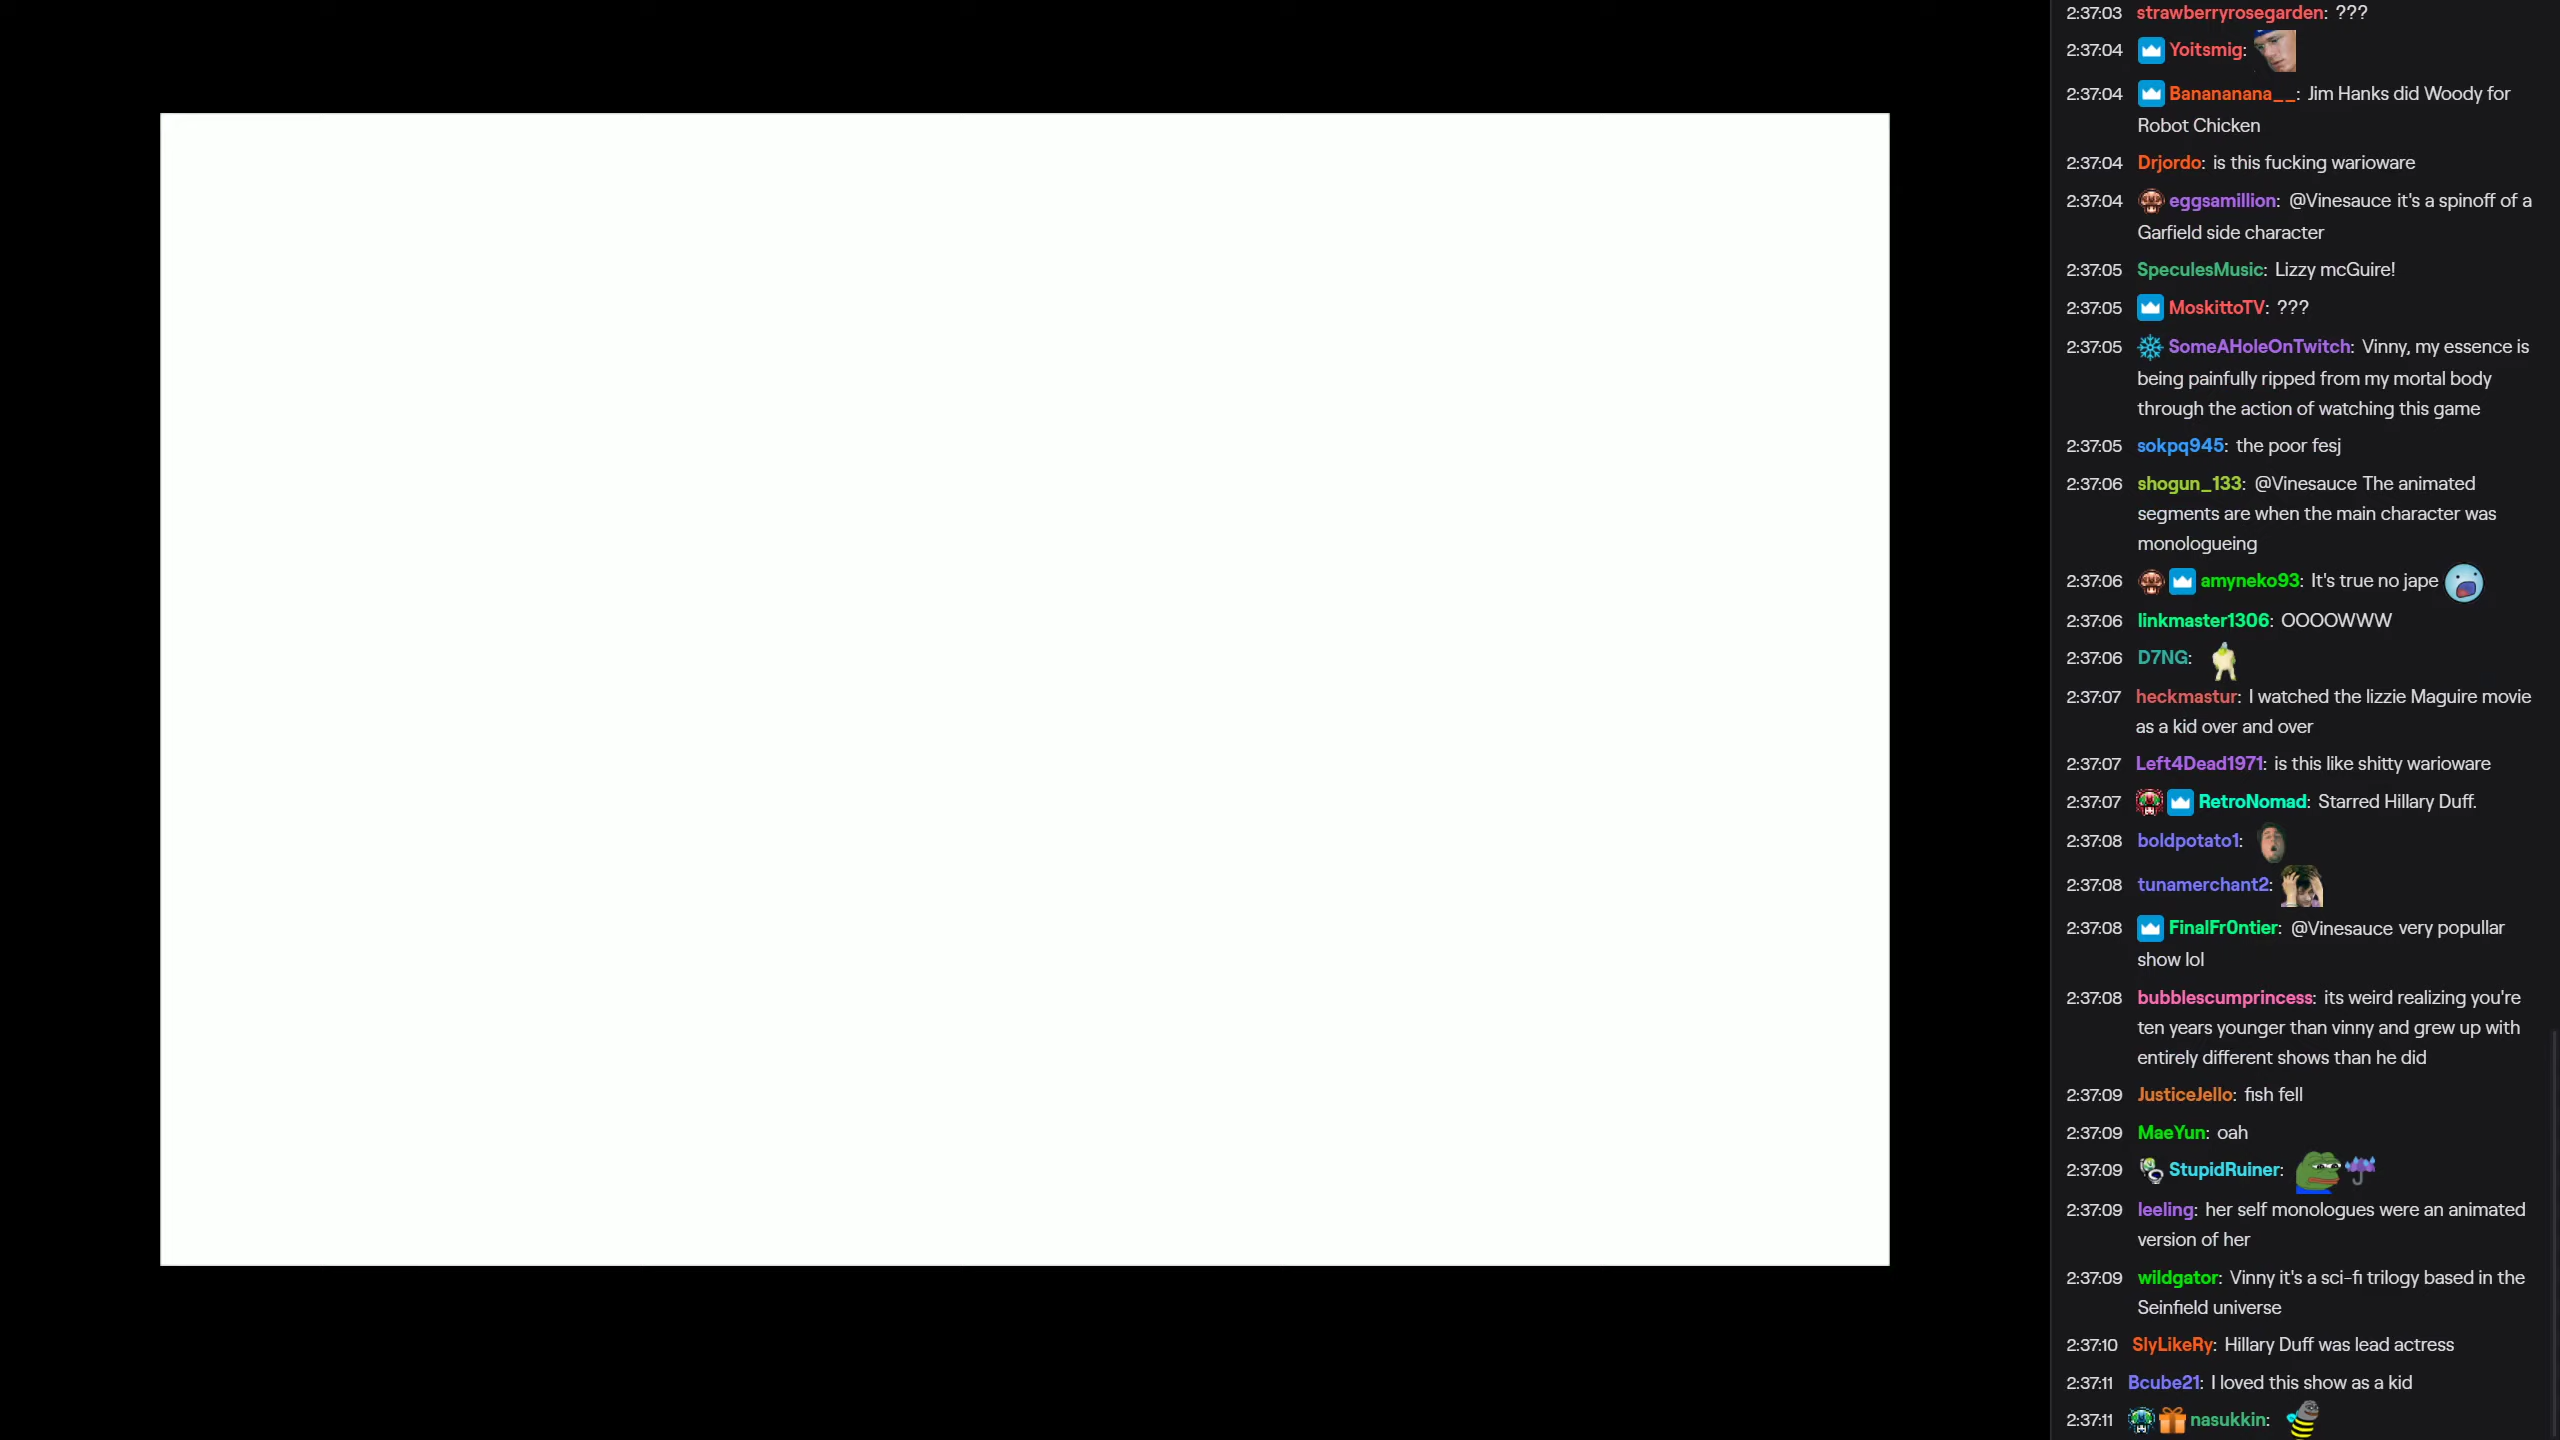 2:37:03 strawberryrosegarden: ???
2:37:04 Yoitsmig:
2:37:04 Banananana__: Jim Hanks did Woody for
Robot Chicken
2:37:04 Drjordo: is this fucking warioware
2:37:04 eggsamillion: @Vinesauce it's a spinoff of a
Garfield side character
2:37:05 SpeculesMusic: Lizzy mcGuire!
2:37:05 MoskittoTV: ???
2:37:05 SomeAHoleOnTwitch: Vinny, my essence is
being painfully ripped from my mortal body
through the action of watching this game
2:37:05 sokpq945: the poor fesj
2:37:06 shogun_133: @Vinesauce The animated
segments are when the main character was
monologueing
2:37:06 amyneko93: It's true no jape
2:37:06 linkmaster1306: OOOOWWW
2:37:06 D7NG:
2:37:07 heckmastur: I watched the lizzie Maguire movie
as a kid over and over
2:37:07 Left4Dead1971: is this like shitty warioware
2:37:07 RetroNomad: Starred Hillary Duff.
2:37:08 boldpotato1:
2:37:08 tunamerchant2:
2:37:08 FinalFr0ntier: @Vinesauce very popullar
show lol
2:37:08 bubblescumprincess: its weird realizing you're
ten years younger than vinny and grew up with
entirely different shows than he did
2:37:09 JusticeJello: fish fell
2:37:09 MaeYun: oah
2:37:09 StupidRuiner:
2:37:09 leeling: her self monologues were an animated
version of her
2:37:09 wildgator: Vinny it's a sci-fi trilogy based in the
Seinfield universe
2:37:10 SlyLikeRy: Hillary Duff was lead actress
2:37:11 Bcube21: I loved this show as a kid
2:37:11 nasukkin: